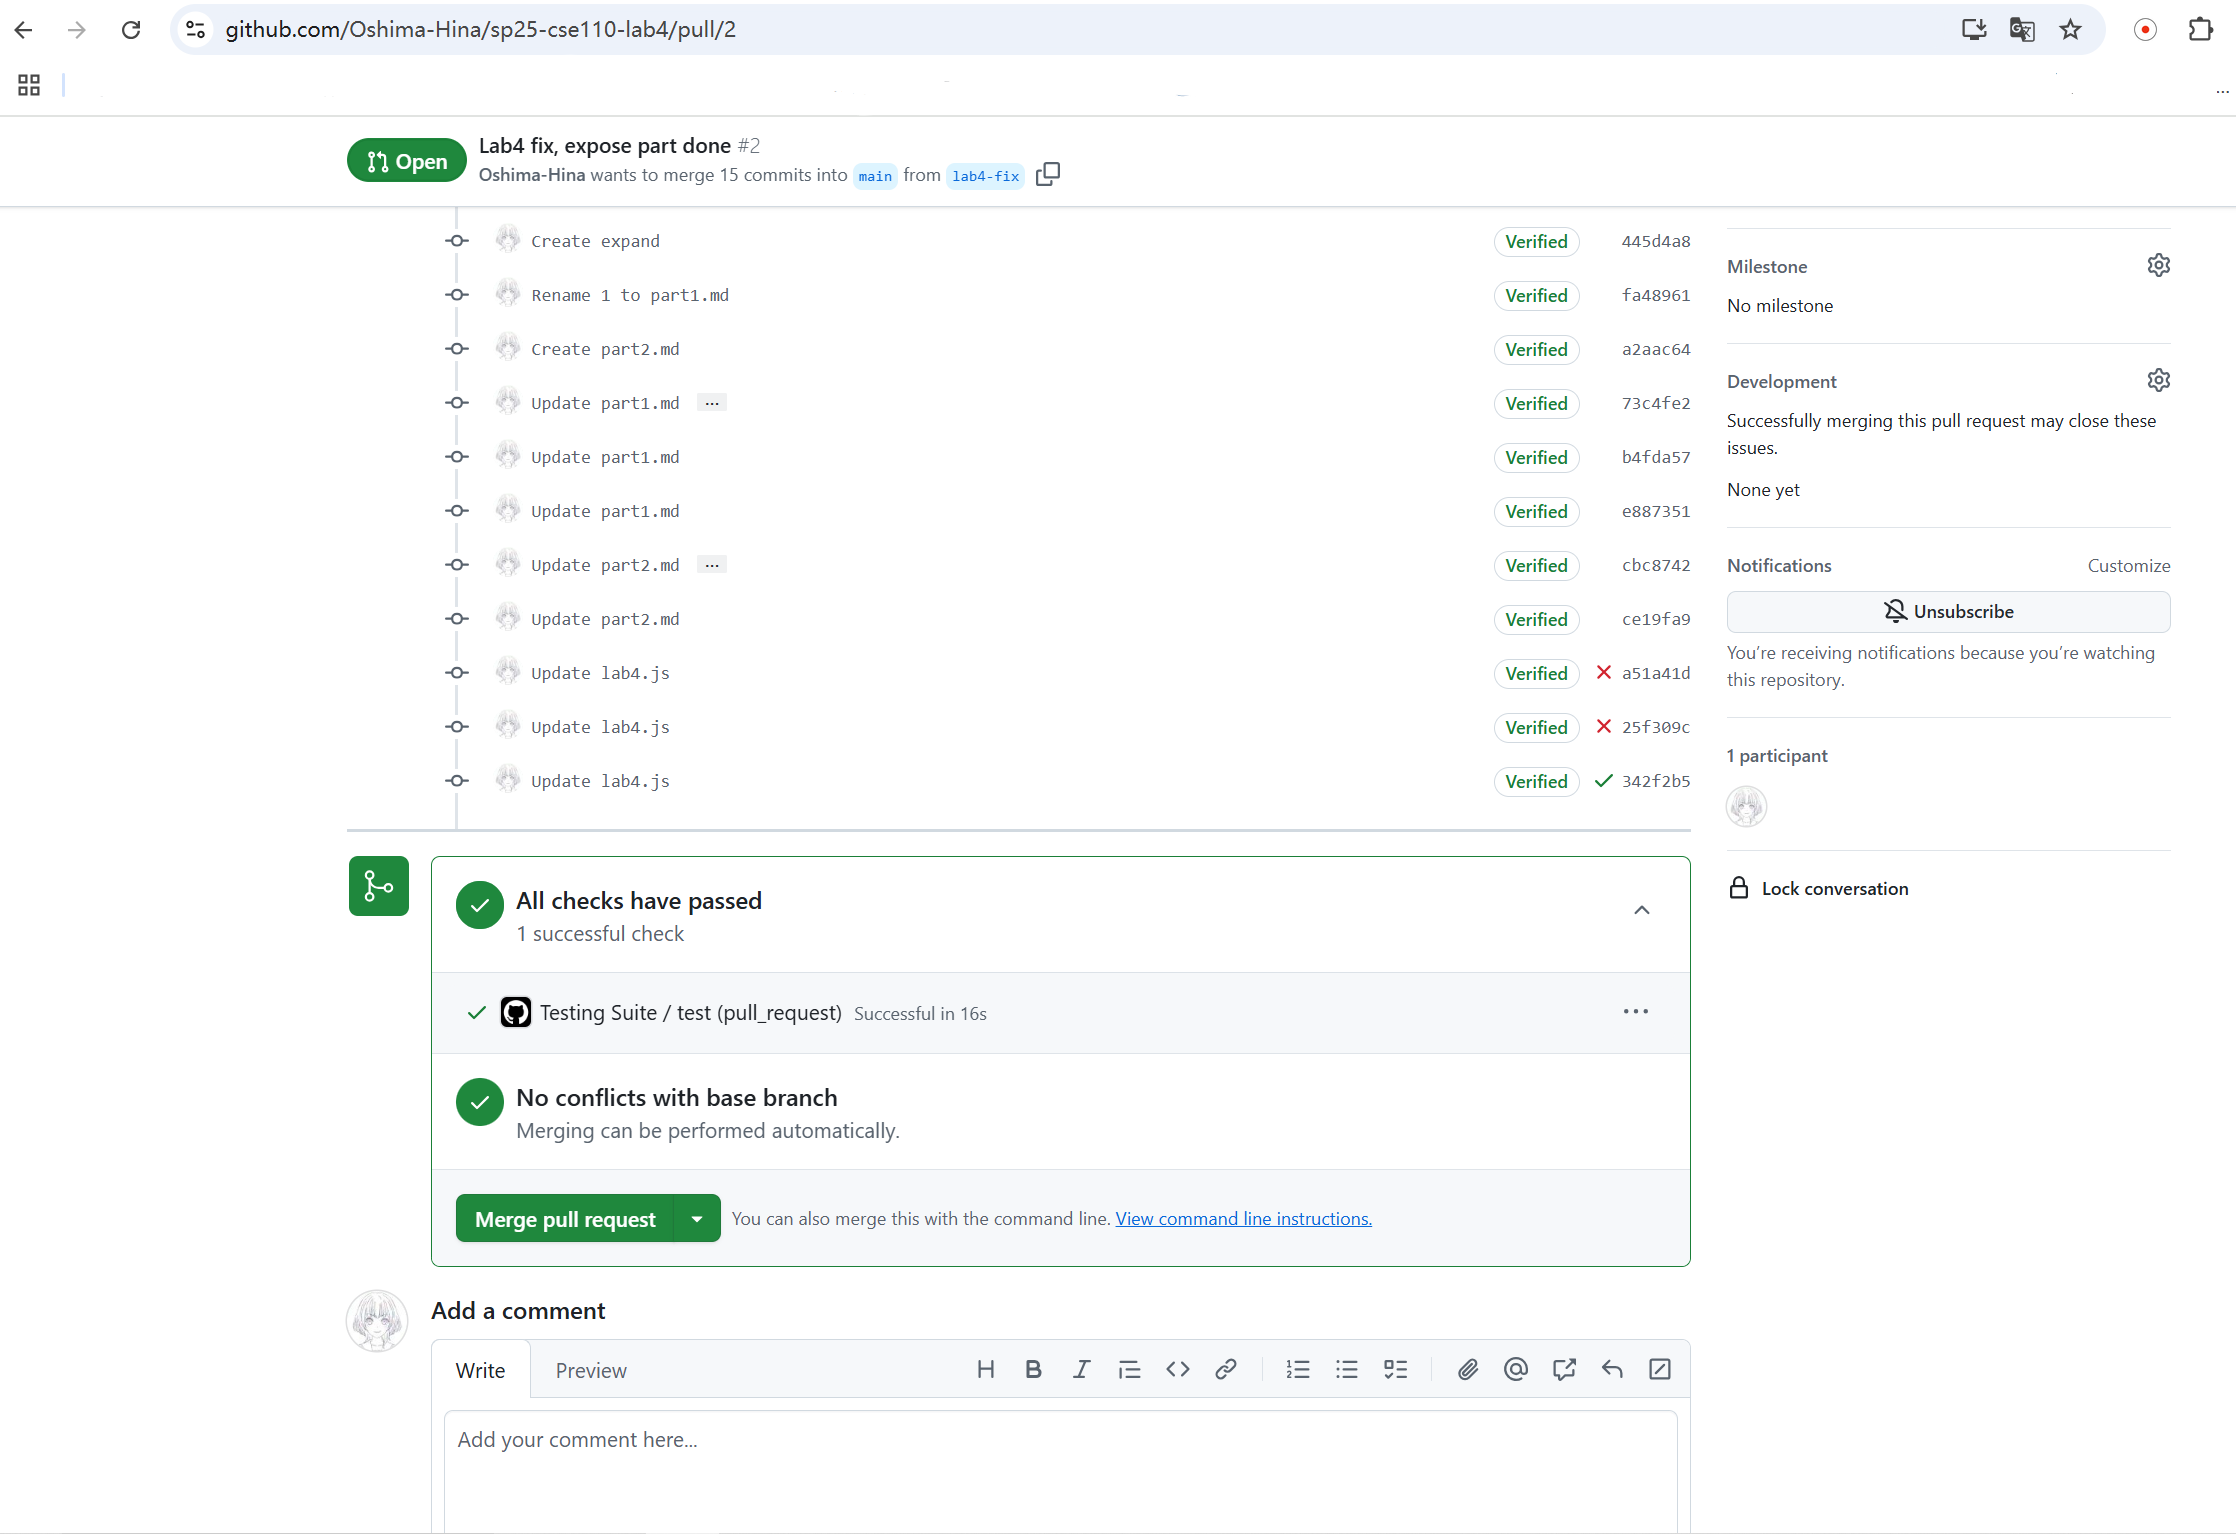 github.com/Oshima-Hina/sp25-cse110-lab4/pull/2
Open
Lab4 fix, expose part done #2
Oshima-Hina wants to merge 15 commits into main from lab4-fix
Create expand Verified 445d4a8
Rename 1 to part1.md Verified fa48961
Create part2.md Verified a2aac64
Update part1.md ... Verified 73c4fe2
Update part1.md Verified b4fda57
Update part1.md Verified e887351
Update part2.md ... Verified cbc8742
Update part2.md Verified ce19fa9
Update lab4.js Verified a51a41d
Update lab4.js Verified 25f309c
Update lab4.js Verified 342f2b5
All checks have passed
1 successful check
Testing Suite / test (pull_request) Successful in 16s
No conflicts with base branch
Merging can be performed automatically.
Merge pull request You can also merge this with the command line. View command line instructions.
Add a comment
Write Preview
Add your comment here...
Milestone
No milestone
Development
Successfully merging this pull request may close these
issues.
None yet
Notifications Customize
Unsubscribe
You’re receiving notifications because you’re watching
this repository.
1 participant
Lock conversation